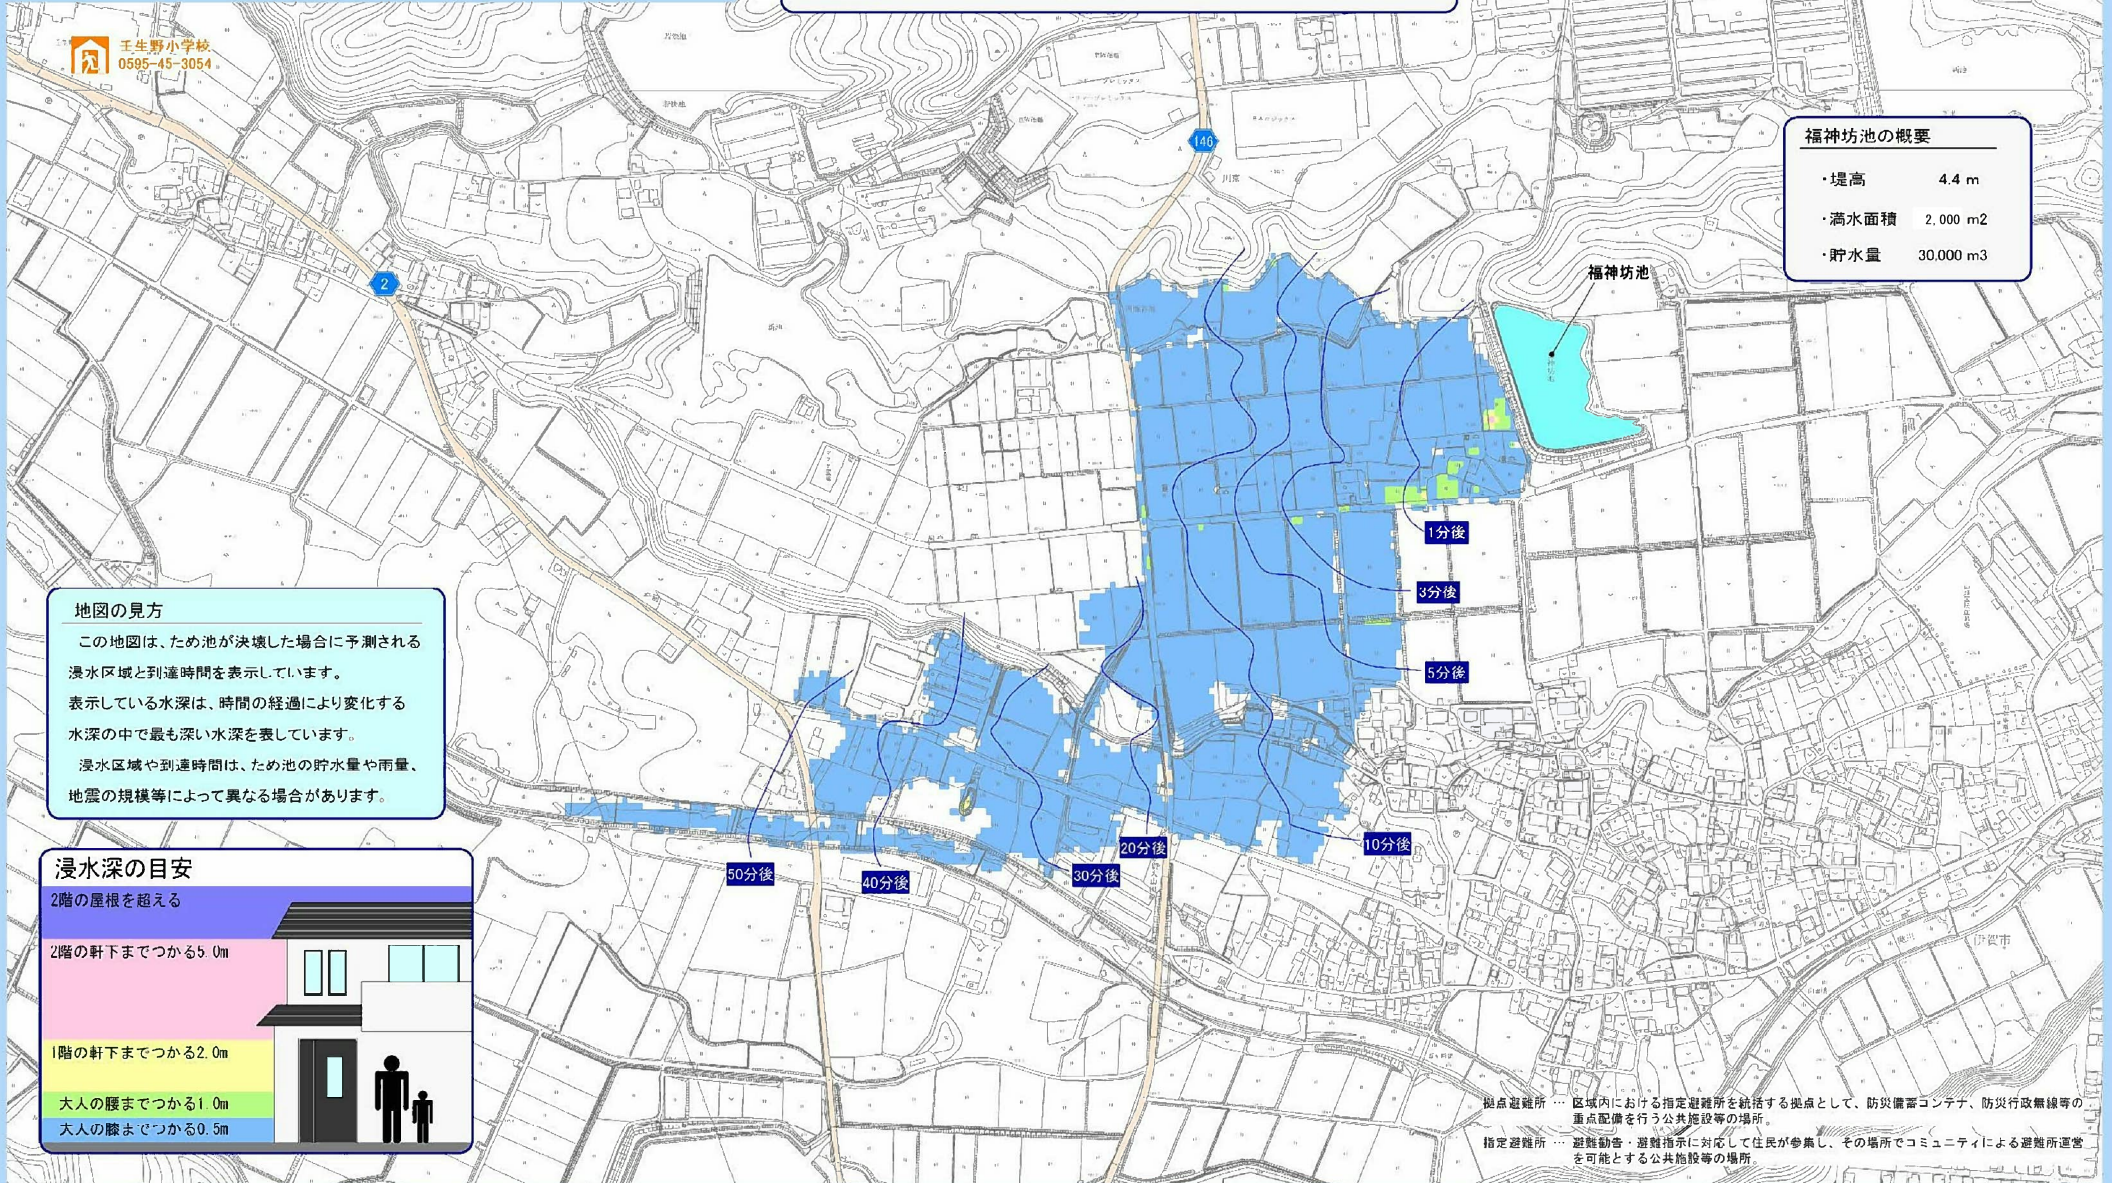 壬生野小学校
0595-45-3054
146
川東
2
福神坊池の概要
・堤高 4.4 m
・満水面積 2,000 m2
・貯水量 30,000 m3
福神坊池
1分後
3分後
5分後
10分後
20分後
30分後
40分後
50分後
地図の見方
この地図は、ため池が決壊した場合に予測される
浸水区域と到達時間を表示しています。
表示している水深は、時間の経過により変化する
水深の中で最も深い水深を表しています。
浸水区域や到達時間は、ため池の貯水量や雨量、
地震の規模等によって異なる場合があります。
浸水深の目安
2階の屋根を超える
2階の軒下までつかる5.0m
1階の軒下までつかる2.0m
大人の腰までつかる1.0m
大人の膝までつかる0.5m
伊賀市
拠点避難所 … 区域内における指定避難所を統括する拠点として、防災備蓄コンテナ、防災行政無線等の
重点配備を行う公共施設等の場所。
指定避難所 … 避難勧告・避難指示に対応して住民が参集し、その場所でコミュニティによる避難所運営
を可能とする公共施設等の場所。